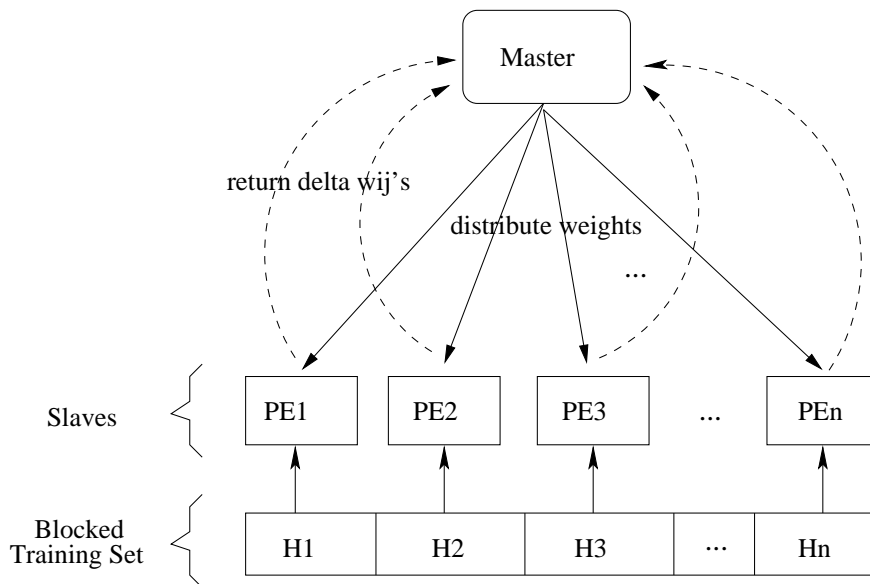 Master
return delta wij's
distribute weights
...
Slaves
PE1
PE2
PE3
...
PEn
Blocked
Training Set
H1
H2
H3
...
Hn